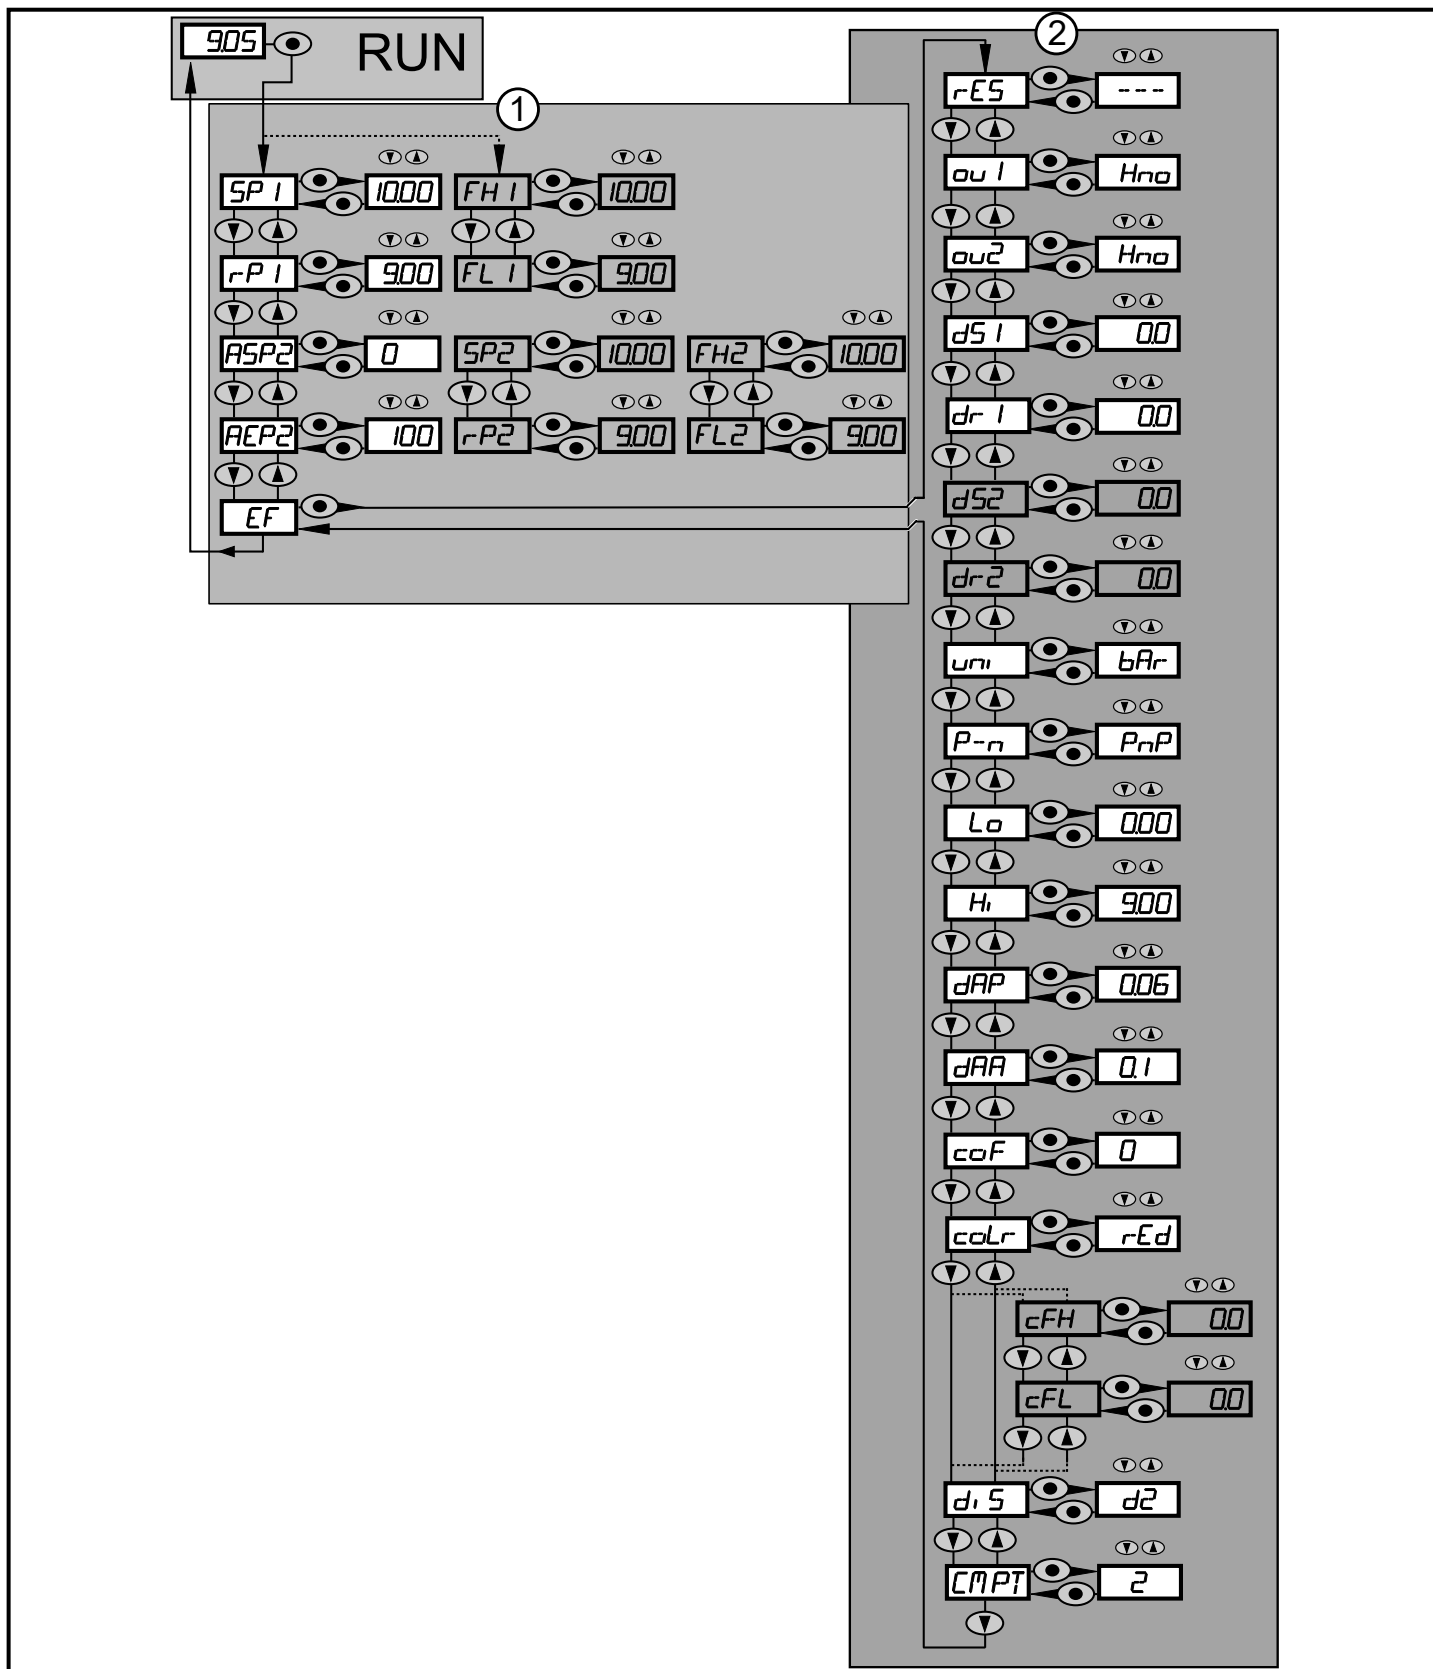 9.05
RUN
1
SP1 10.00 FH1 10.00
rP1 9.00 FL1 9.00
ASP2 0 SP2 10.00 FH2 10.00
AEP2 100 rP2 9.00 FL2 9.00
EF
2
rES ---
ou1 Hno
ou2 Hno
dS1 0.0
dr1 0.0
dS2 0.0
dr2 0.0
uni bAr
P-n PnP
Lo 0.00
Hi 9.00
dAP 0.06
dAA 0.1
coF 0
coLr rEd
cFH 0.0
cFL 0.0
diS d2
CMPT 2